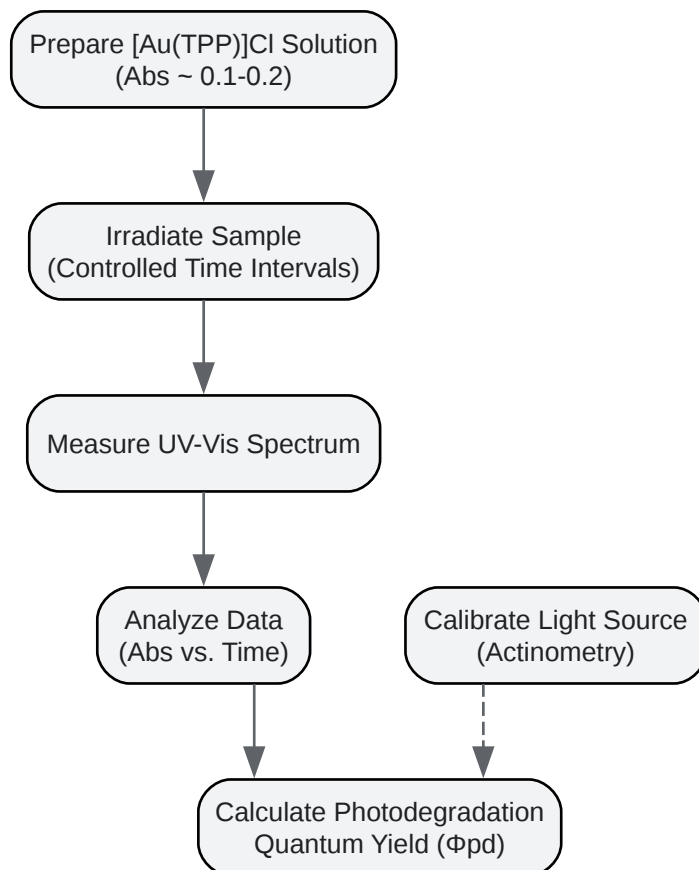 Prepare [Au(TPP)]Cl Solution
(Abs ~ 0.1-0.2)
Irradiate Sample
(Controlled Time Intervals)
Measure UV-Vis Spectrum
Analyze Data
(Abs vs. Time)
Calibrate Light Source
(Actinometry)
Calculate Photodegradation
Quantum Yield (Φpd)